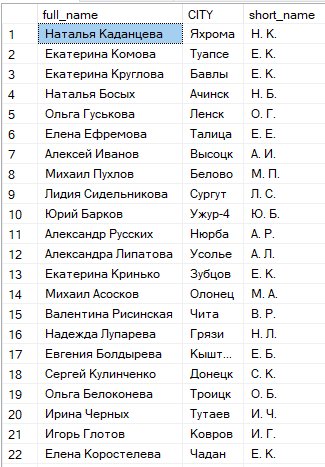 full_name CITY short_name
1 Наталья Каданцева Яхрома Н. К.
2 Екатерина Комова Туапсе Е. К.
3 Екатерина Круглова Бавлы Е. К.
4 Наталья Босых Ачинск Н. Б.
5 Ольга Гуськова Ленск О. Г.
6 Елена Ефремова Талица Е. Е.
7 Алексей Иванов Высоцк А. И.
8 Михаил Пухлов Белово М. П.
9 Лидия Сидельникова Сургут Л. С.
10 Юрий Барков Ужур-4 Ю. Б.
11 Александр Русских Нюрба А. Р.
12 Александра Липатова Усолье А. Л.
13 Екатерина Кринько Зубцов Е. К.
14 Михаил Асосков Олонец М. А.
15 Валентина Рисинская Чита В. Р.
16 Надежда Лупарева Грязи Н. Л.
17 Евгения Болдырева Кышт... Е. Б.
18 Сергей Кулинченко Донецк С. К.
19 Ольга Белоконева Троицк О. Б.
20 Ирина Черных Тутаев И. Ч.
21 Игорь Глотов Ковров И. Г.
22 Елена Коростелева Чадан Е. К.